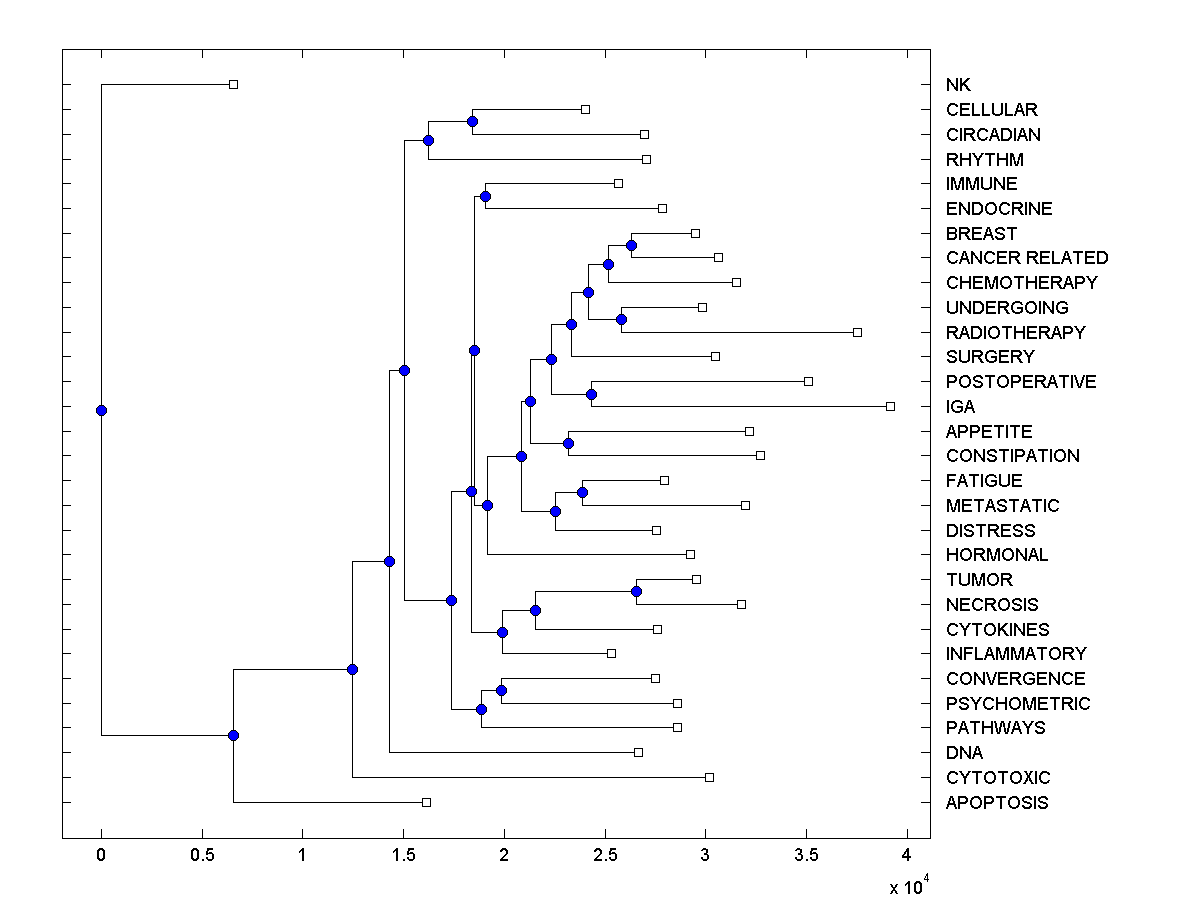 NK
CELLULAR
CIRCADIAN
RHYTHM
IMMUNE
ENDOCRINE
BREAST
CANCER RELATED
CHEMOTHERAPY
UNDERGOING
RADIOTHERAPY
SURGERY
POSTOPERATIVE
IGA
APPETITE
CONSTIPATION
FATIGUE
METASTATIC
DISTRESS
HORMONAL
TUMOR
NECROSIS
CYTOKINES
INFLAMMATORY
CONVERGENCE
PSYCHOMETRIC
PATHWAYS
DNA
CYTOTOXIC
APOPTOSIS
0 0.5 1 1.5 2 2.5 3 3.5 4
x 10^4